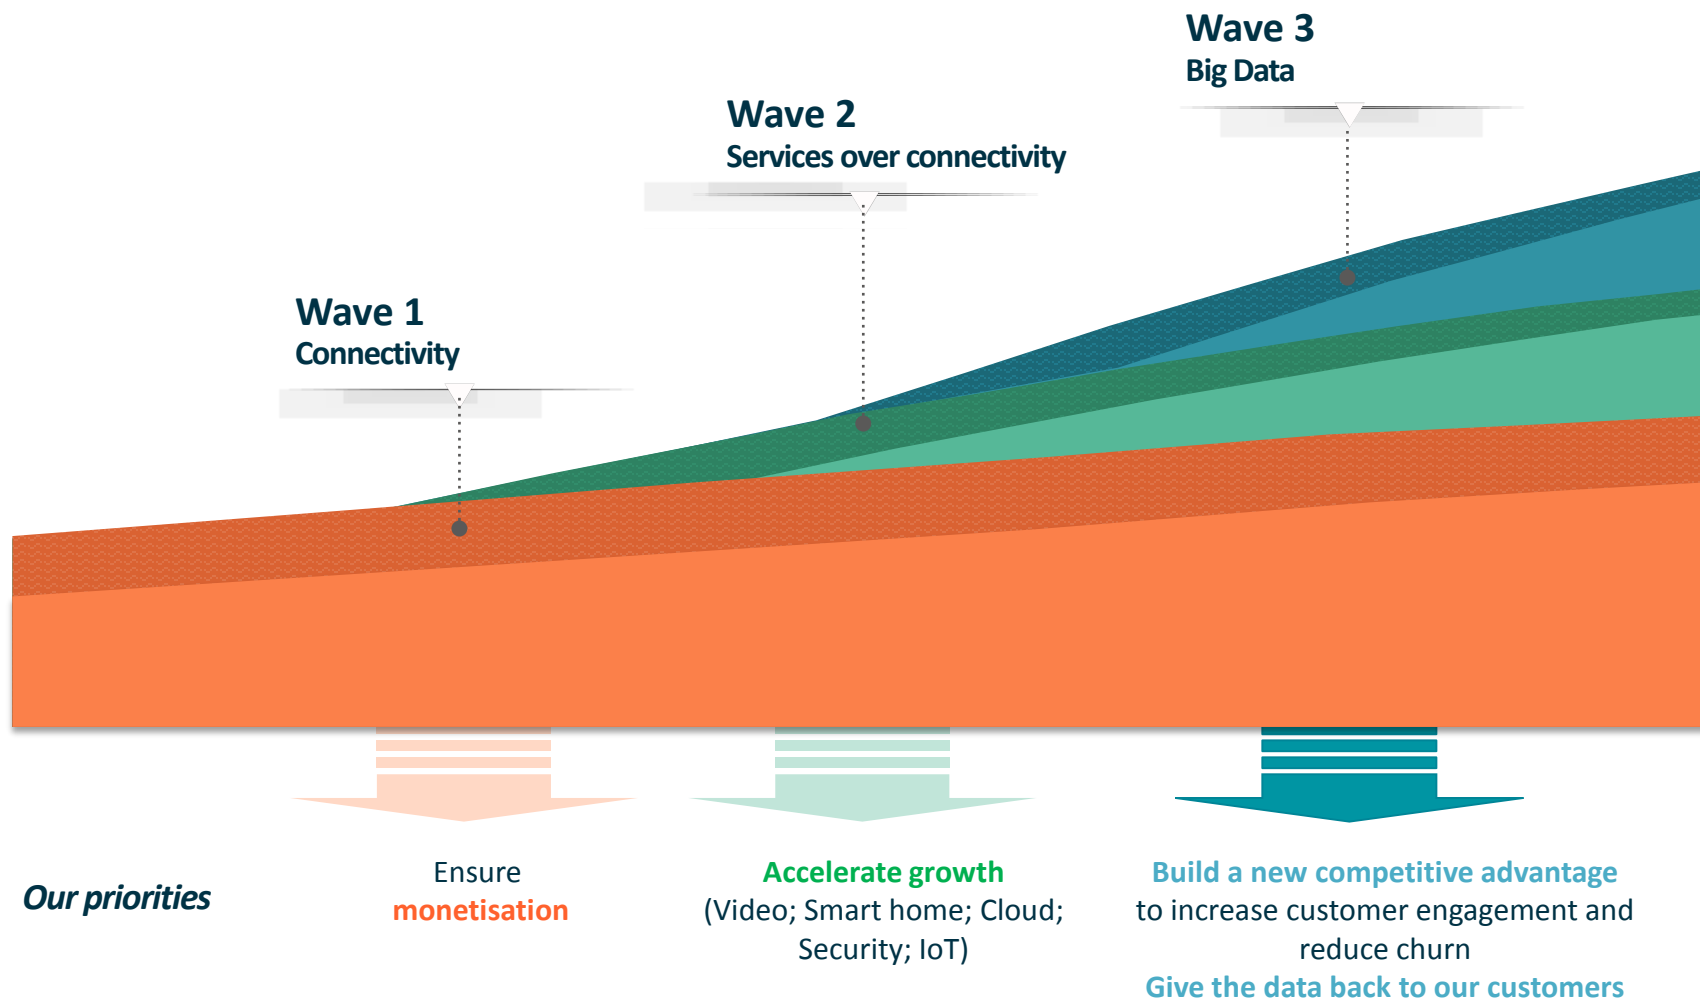 Wave 3
Big Data
Wave 2
Services over connectivity
Wave 1
Connectivity
Our priorities
Ensure
monetisation
Accelerate growth
(Video; Smart home; Cloud;
Security; IoT)
Build a new competitive advantage
to increase customer engagement and
reduce churn
Give the data back to our customers